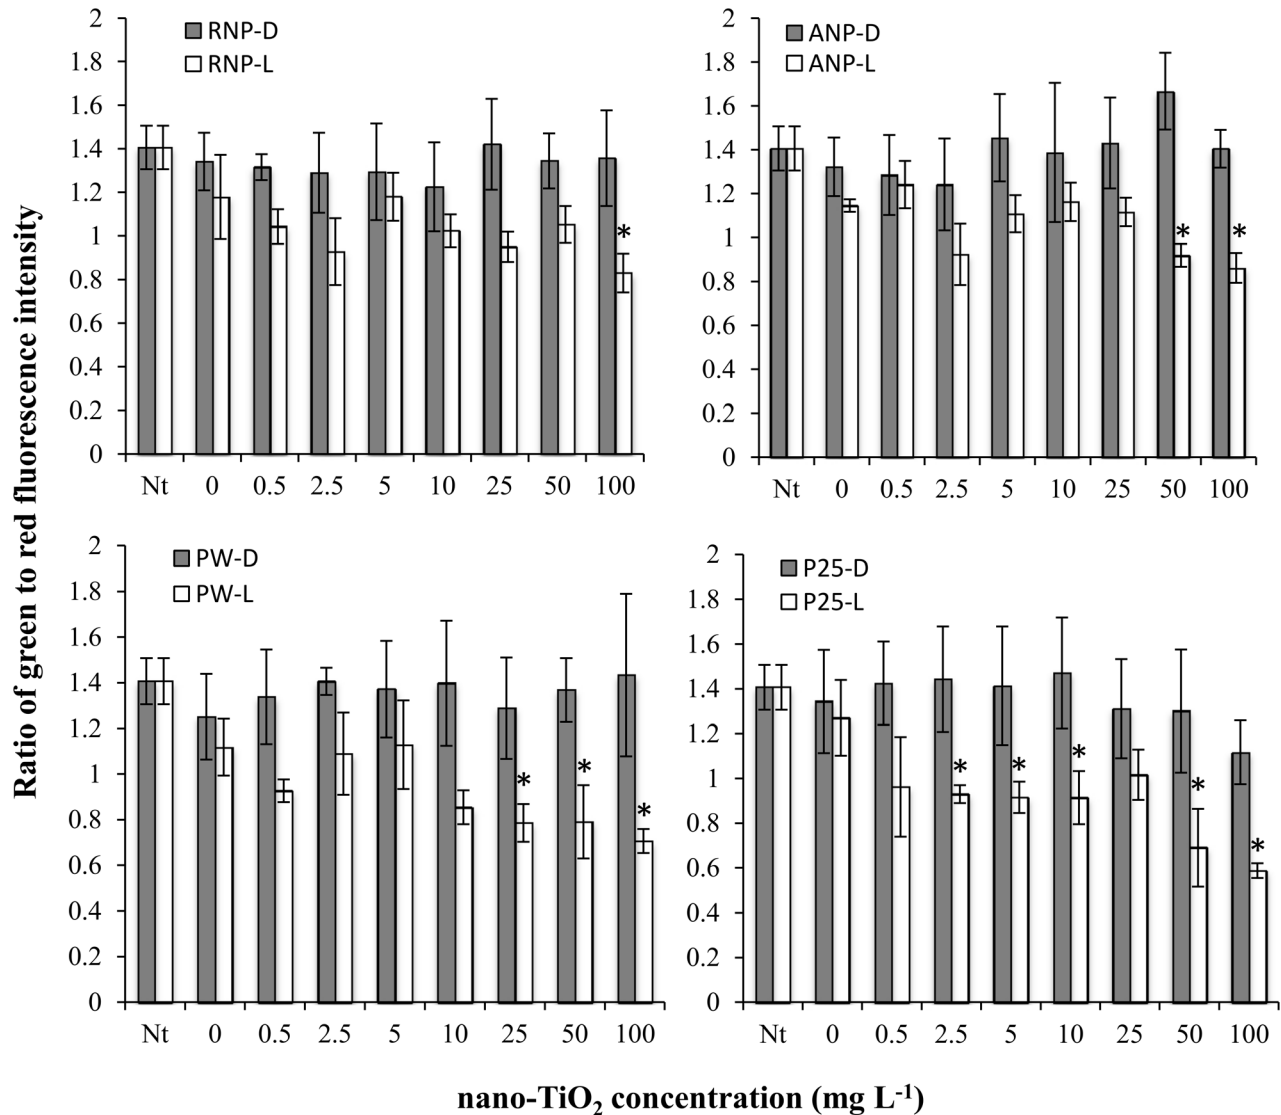 Ratio of green to red fluorescence intensity
RNP-D
RNP-L
2
1.8
1.6
1.4
1.2
1
0.8
0.6
0.4
0.2
0
*
Nt 0 0.5 2.5 5 10 25 50 100
ANP-D
ANP-L
2
1.8
1.6
1.4
1.2
1
0.8
0.6
0.4
0.2
0
* *
Nt 0 0.5 2.5 5 10 25 50 100
PW-D
PW-L
2
1.8
1.6
1.4
1.2
1
0.8
0.6
0.4
0.2
0
* * *
Nt 0 0.5 2.5 5 10 25 50 100
P25-D
P25-L
2
1.8
1.6
1.4
1.2
1
0.8
0.6
0.4
0.2
0
* * * * *
Nt 0 0.5 2.5 5 10 25 50 100
nano-TiO₂ concentration (mg L⁻¹)